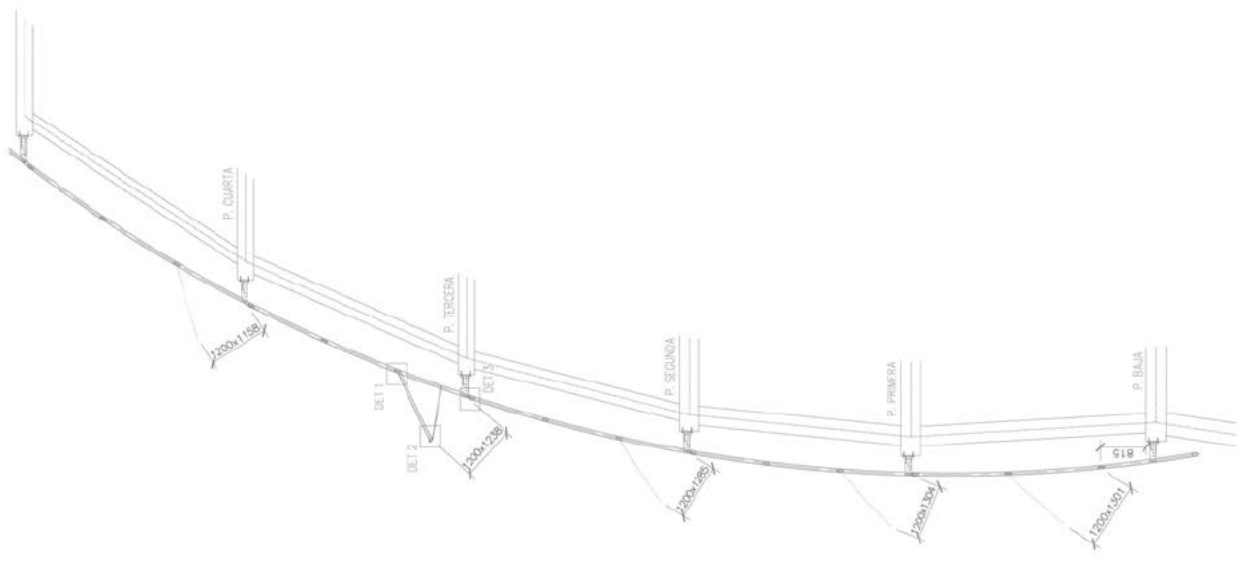 P. CUARTA
1200x1158
P. TERCERA
DET 1
DET 3
DET 2
1200x1238
P. SEGUNDA
1200x1285
P. PRIMERA
1200x1304
P. BAJA
815
1200x1301